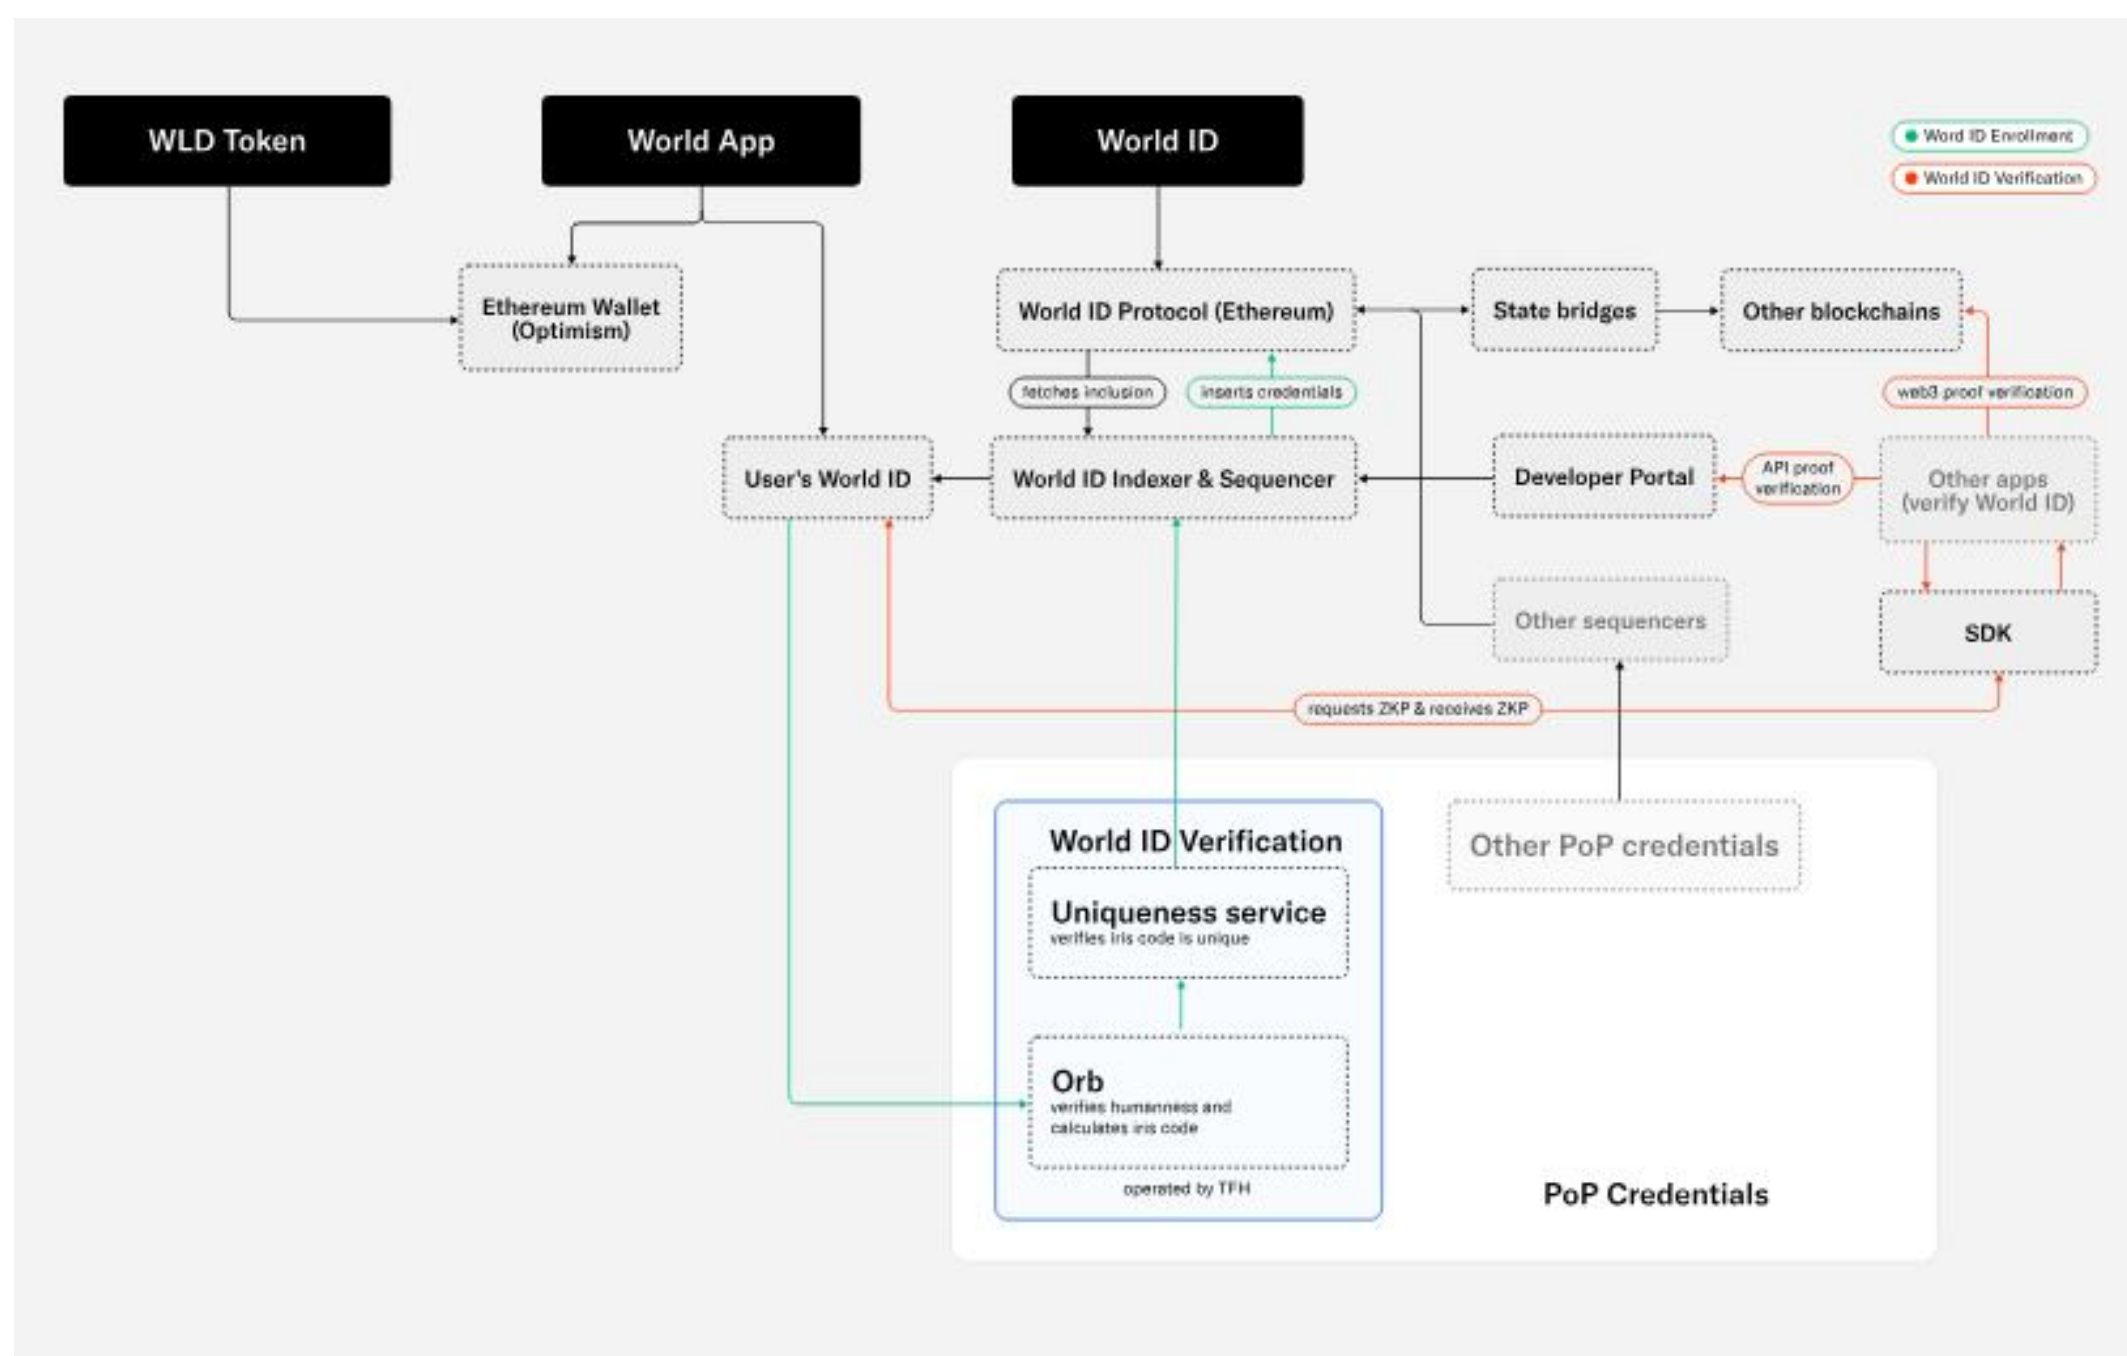 WLD Token
World App
World ID
Word ID Enrollment
World ID Verification
Ethereum Wallet
(Optimism)
World ID Protocol (Ethereum)
State bridges
Other blockchains
fetches inclusion
inserts credentials
web3 proof verification
User's World ID
World ID Indexer & Sequencer
Developer Portal
API proof
verification
Other apps
(verify World ID)
Other sequencers
SDK
requests ZKP & receives ZKP
World ID Verification
Uniqueness service
verifies iris code is unique
Orb
verifies humanness and
calculates iris code
operated by TFH
Other PoP credentials
PoP Credentials